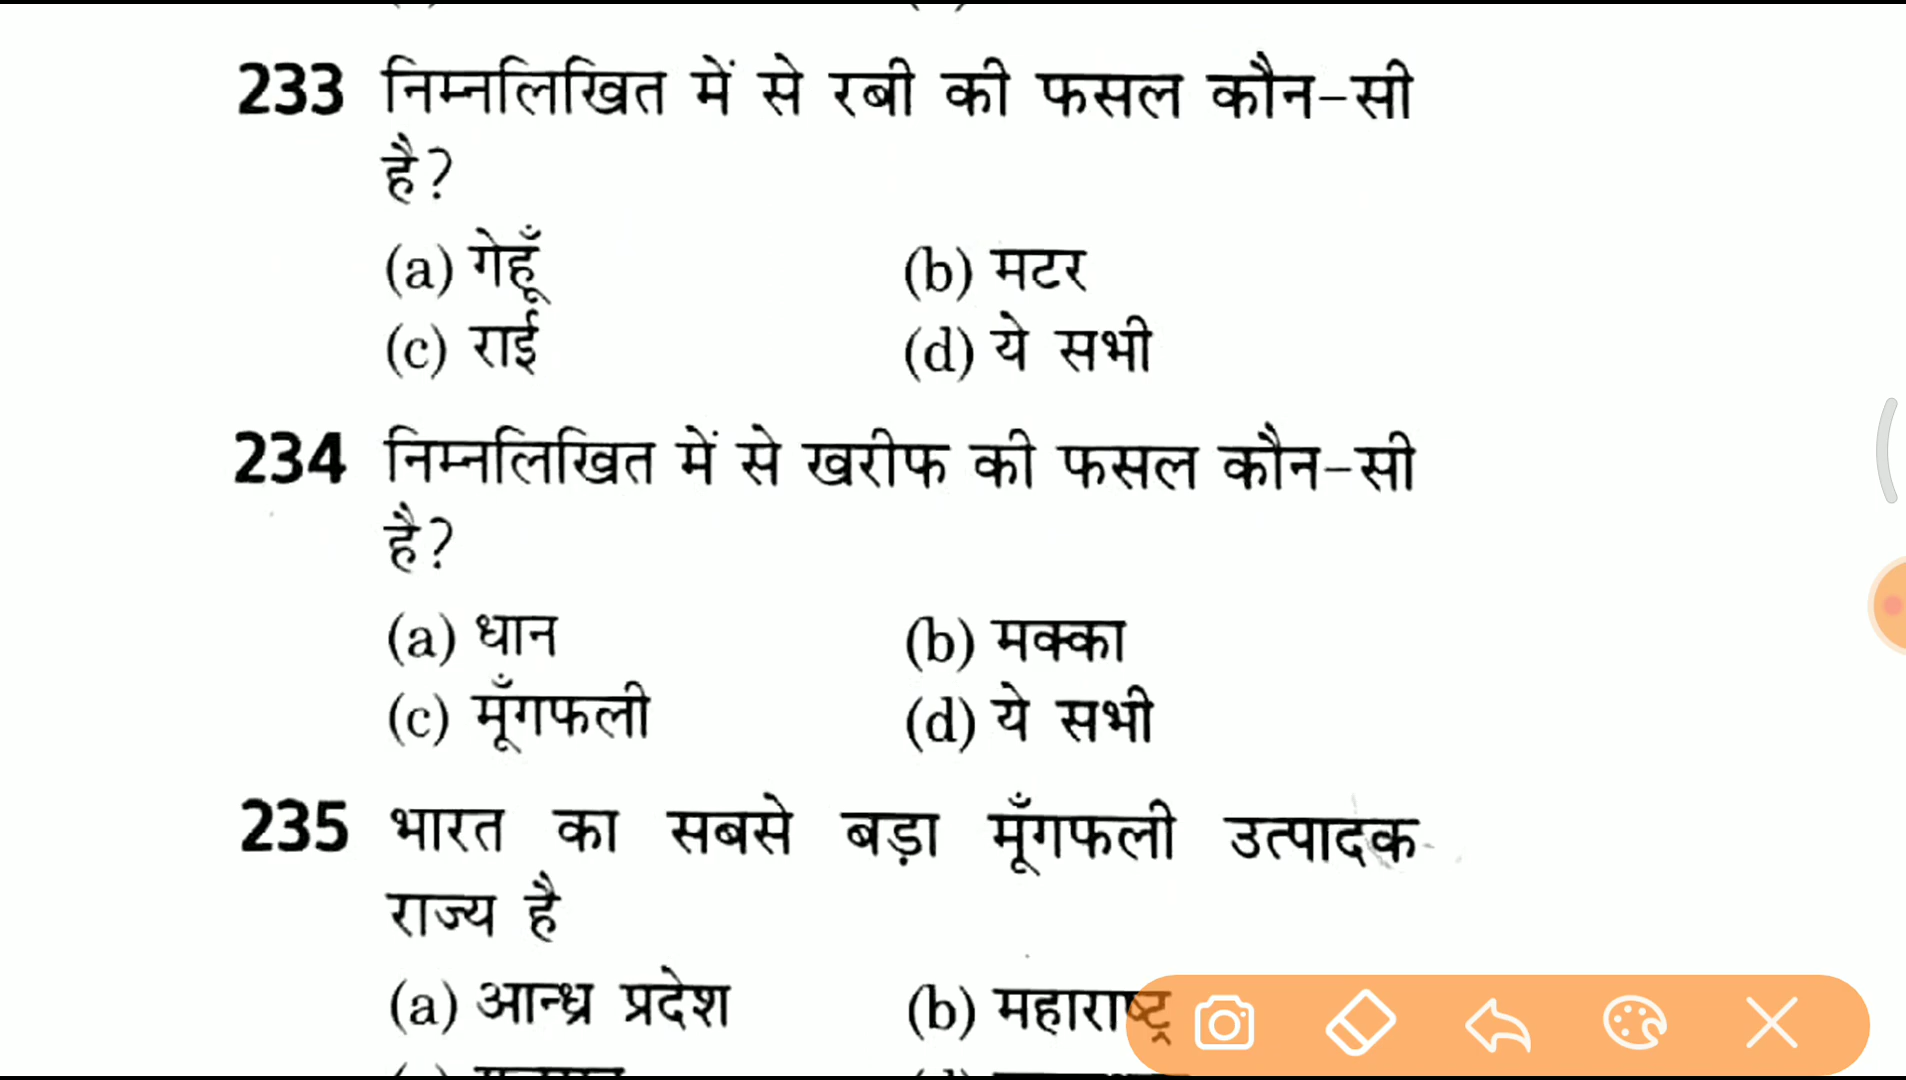 233 निम्नलिखित में से रबी की फसल कौन-सी
है?
(a) गेहूँ (b) मटर
(c) राई (d) ये सभी
234 निम्नलिखित में से खरीफ की फसल कौन-सी
है?
(a) धान (b) मक्का
(c) मूँगफली (d) ये सभी
235 भारत का सबसे बड़ा मूँगफली उत्पादक
राज्य है
(a) आन्ध्र प्रदेश (b) महाराष्ट्र